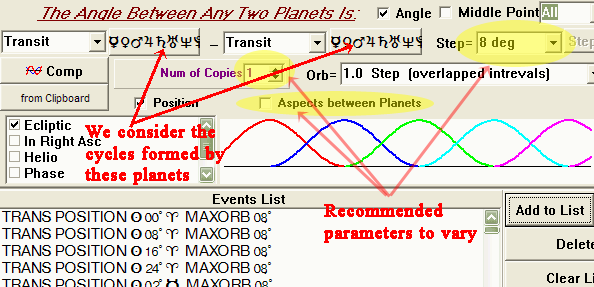 The Angle Between Any Two Planets Is:
Angle
Middle Point
All
Transit
☿♀♂♃♄♅♆$
–
Transit
☿♀♂♃♄♅♆$
Step=
8 deg
Step
Comp
Num of Copies
1
Orb=
1.0 Step (overlapped intrevals)
from Clipboard
Position
Aspects between Planets
Ecliptic
In Right Asc
Helio
Phase
We consider the
cycles formed by
these planets
Recommended
parameters to vary
Events List
TRANS POSITION ʘ 00° ♈ MAXORB 08°
TRANS POSITION ʘ 08° ♈ MAXORB 08°
TRANS POSITION ʘ 16° ♈ MAXORB 08°
TRANS POSITION ʘ 24° ♈ MAXORB 08°
TRANS POSITION ʘ 02° ♉ MAXORB 08°
Add to List
Delete
Clear Li